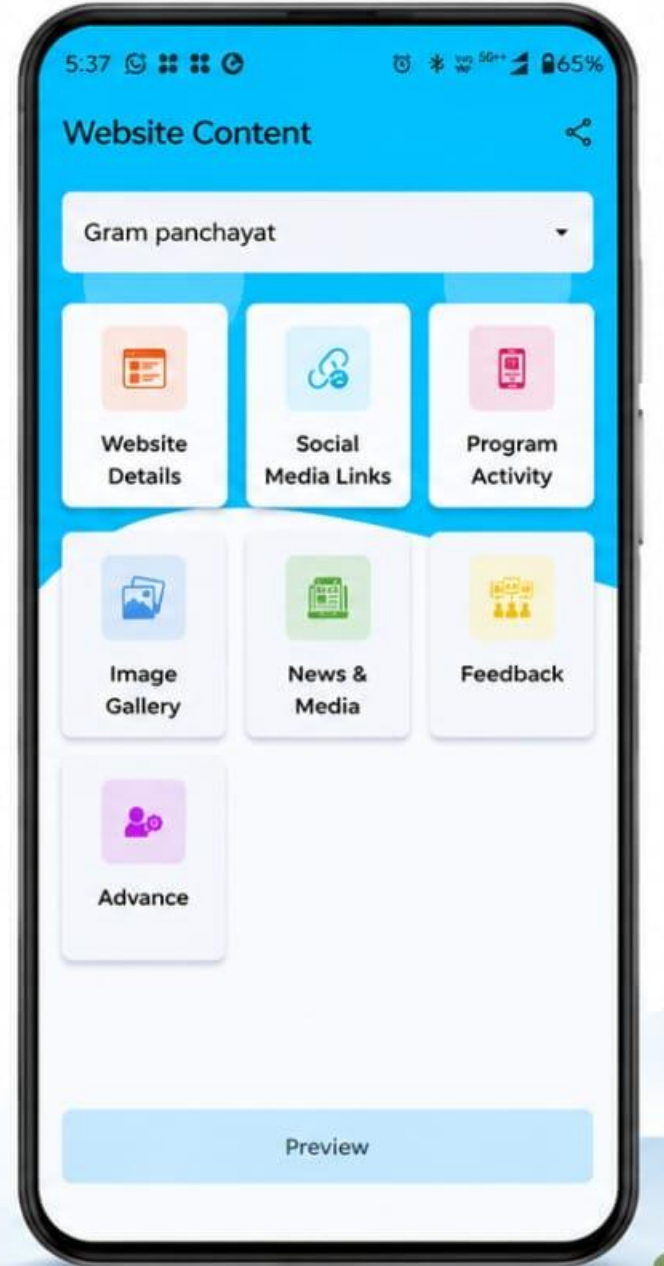 5:37 5G++ 65%
Website Content
Gram panchayat
Website
Details
Social
Media Links
Program
Activity
Image
Gallery
News &
Media
Feedback
Advance
Preview